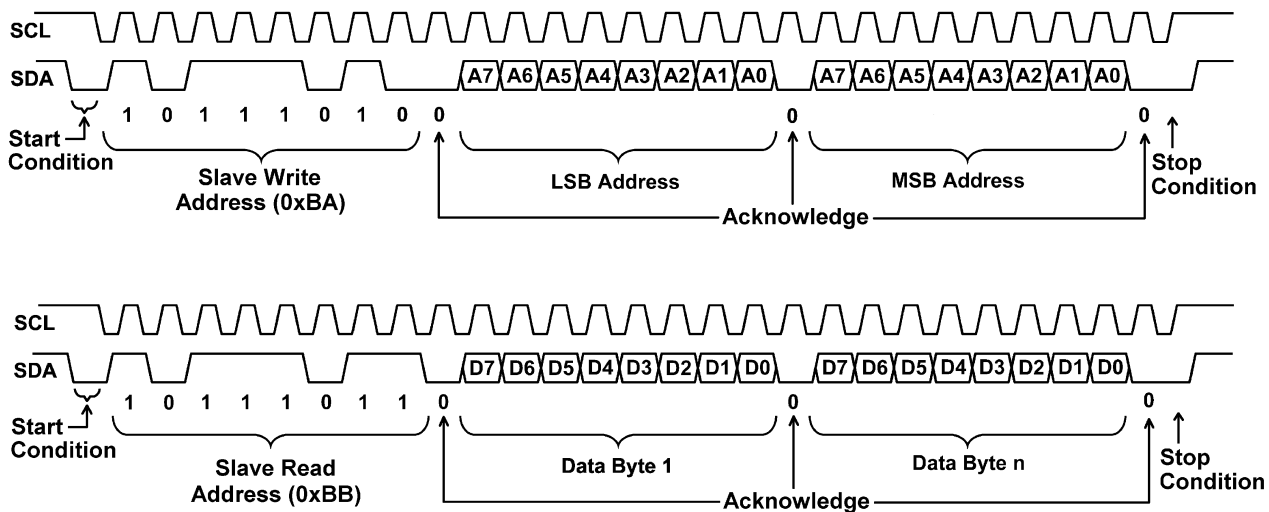 SCL
SDA A7 A6 A5 A4 A3 A2 A1 A0 A7 A6 A5 A4 A3 A2 A1 A0
1 0 1 1 1 0 1 0 0 0 0
Start
Condition
Slave Write
Address (0xBA)
LSB Address
MSB Address
Stop
Condition
Acknowledge
SCL
SDA D7 D6 D5 D4 D3 D2 D1 D0 D7 D6 D5 D4 D3 D2 D1 D0
1 0 1 1 1 0 1 1 0 0 0
Start
Condition
Slave Read
Address (0xBB)
Data Byte 1
Data Byte n
Stop
Condition
Acknowledge